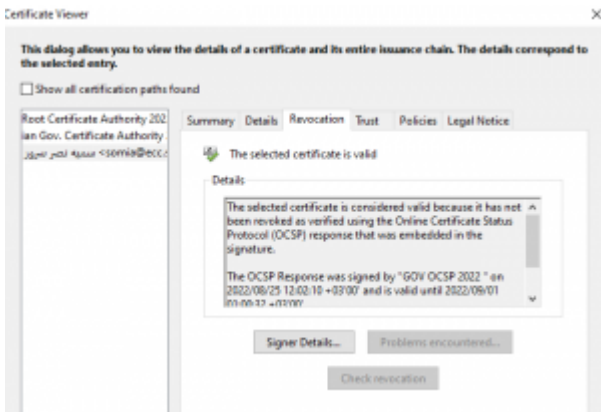 Certificate Viewer
This dialog allows you to view the details of a certificate and its entire issuance chain. The details correspond to
the selected entry.
Show all certification paths found
Root Certificate Authority 202
ian Gov. Certificate Authority
<somia@ecc.s
Summary Details Revocation Trust Policies Legal Notice
The selected certificate is valid
Details
The selected certificate is considered valid because it has not
been revoked as verified using the Online Certificate Status
Protocol (OCSP) response that was embedded in the
signature.
The OCSP Response was signed by "GOV OCSP 2022 " on
2022/08/25 12:02:10 +03'00' and is valid until 2022/09/01
Signer Details...
Problems encountered...
Check revocation